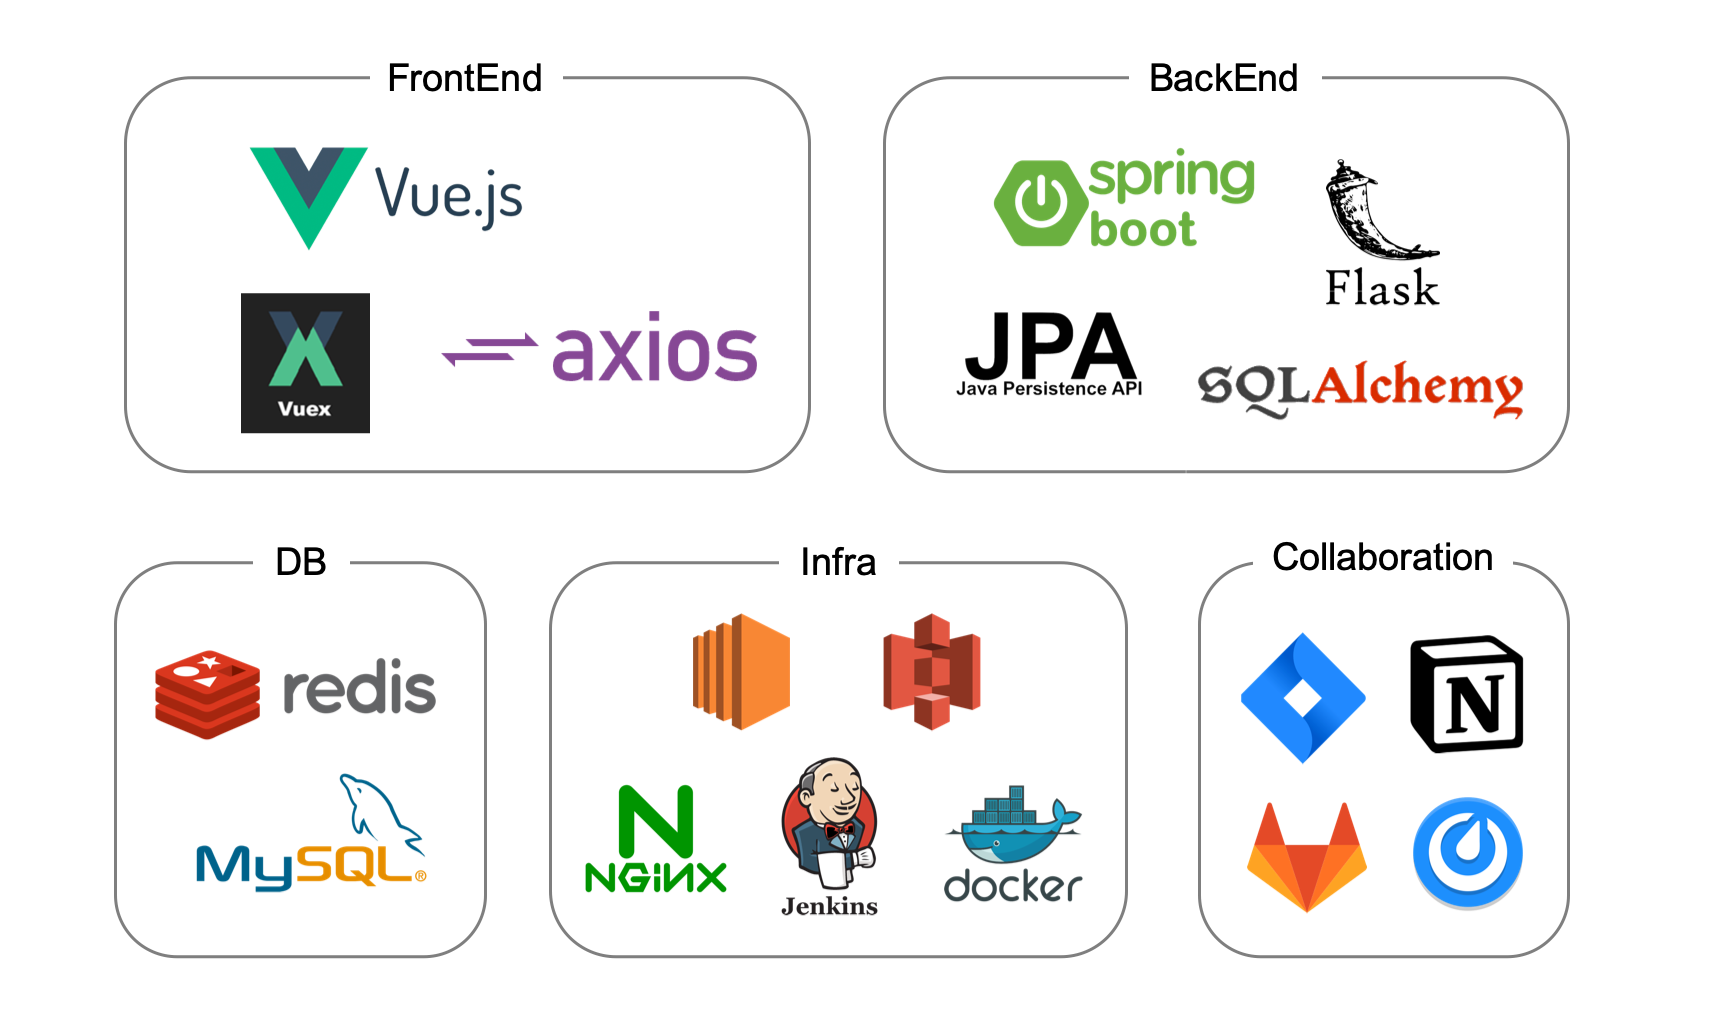 FrontEnd
Vue.js
Vuex
axios
BackEnd
spring
boot
Flask
JPA
Java Persistence API
SQLAlchemy
DB
redis
MySQL®
Infra
N
NGINX
Jenkins
docker
Collaboration
N